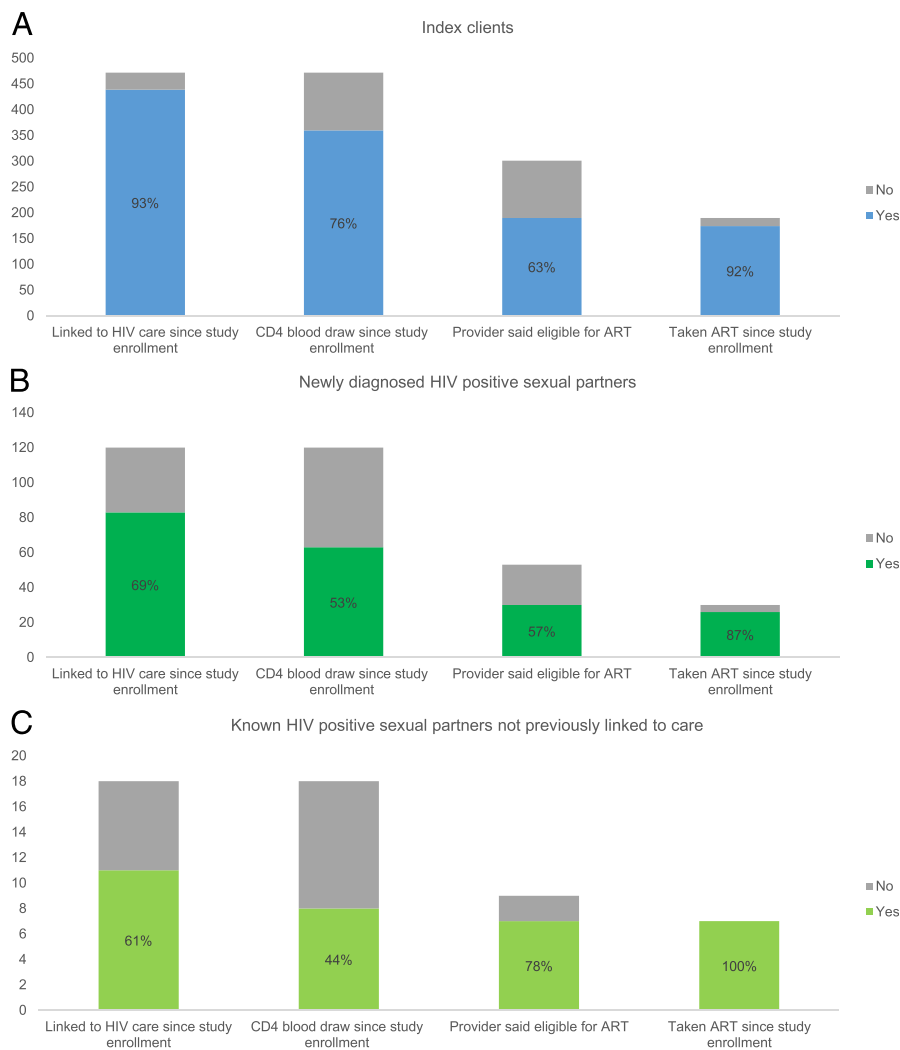 A
Index clients
500
450
400
350
300
250
200
150
100
50
0
93%
76%
63%
92%
No
Yes
Linked to HIV care since study
enrollment
CD4 blood draw since study
enrollment
Provider said eligible for ART
Taken ART since study
enrollment
B
Newly diagnosed HIV positive sexual partners
140
120
100
80
60
40
20
0
69%
53%
57%
87%
No
Yes
Linked to HIV care since study
enrollment
CD4 blood draw since study
enrollment
Provider said eligible for ART
Taken ART since study
enrollment
C
Known HIV positive sexual partners not previously linked to care
20
18
16
14
12
10
8
6
4
2
0
61%
44%
78%
100%
No
Yes
Linked to HIV care since study
enrollment
CD4 blood draw since study
enrollment
Provider said eligible for ART
Taken ART since study
enrollment